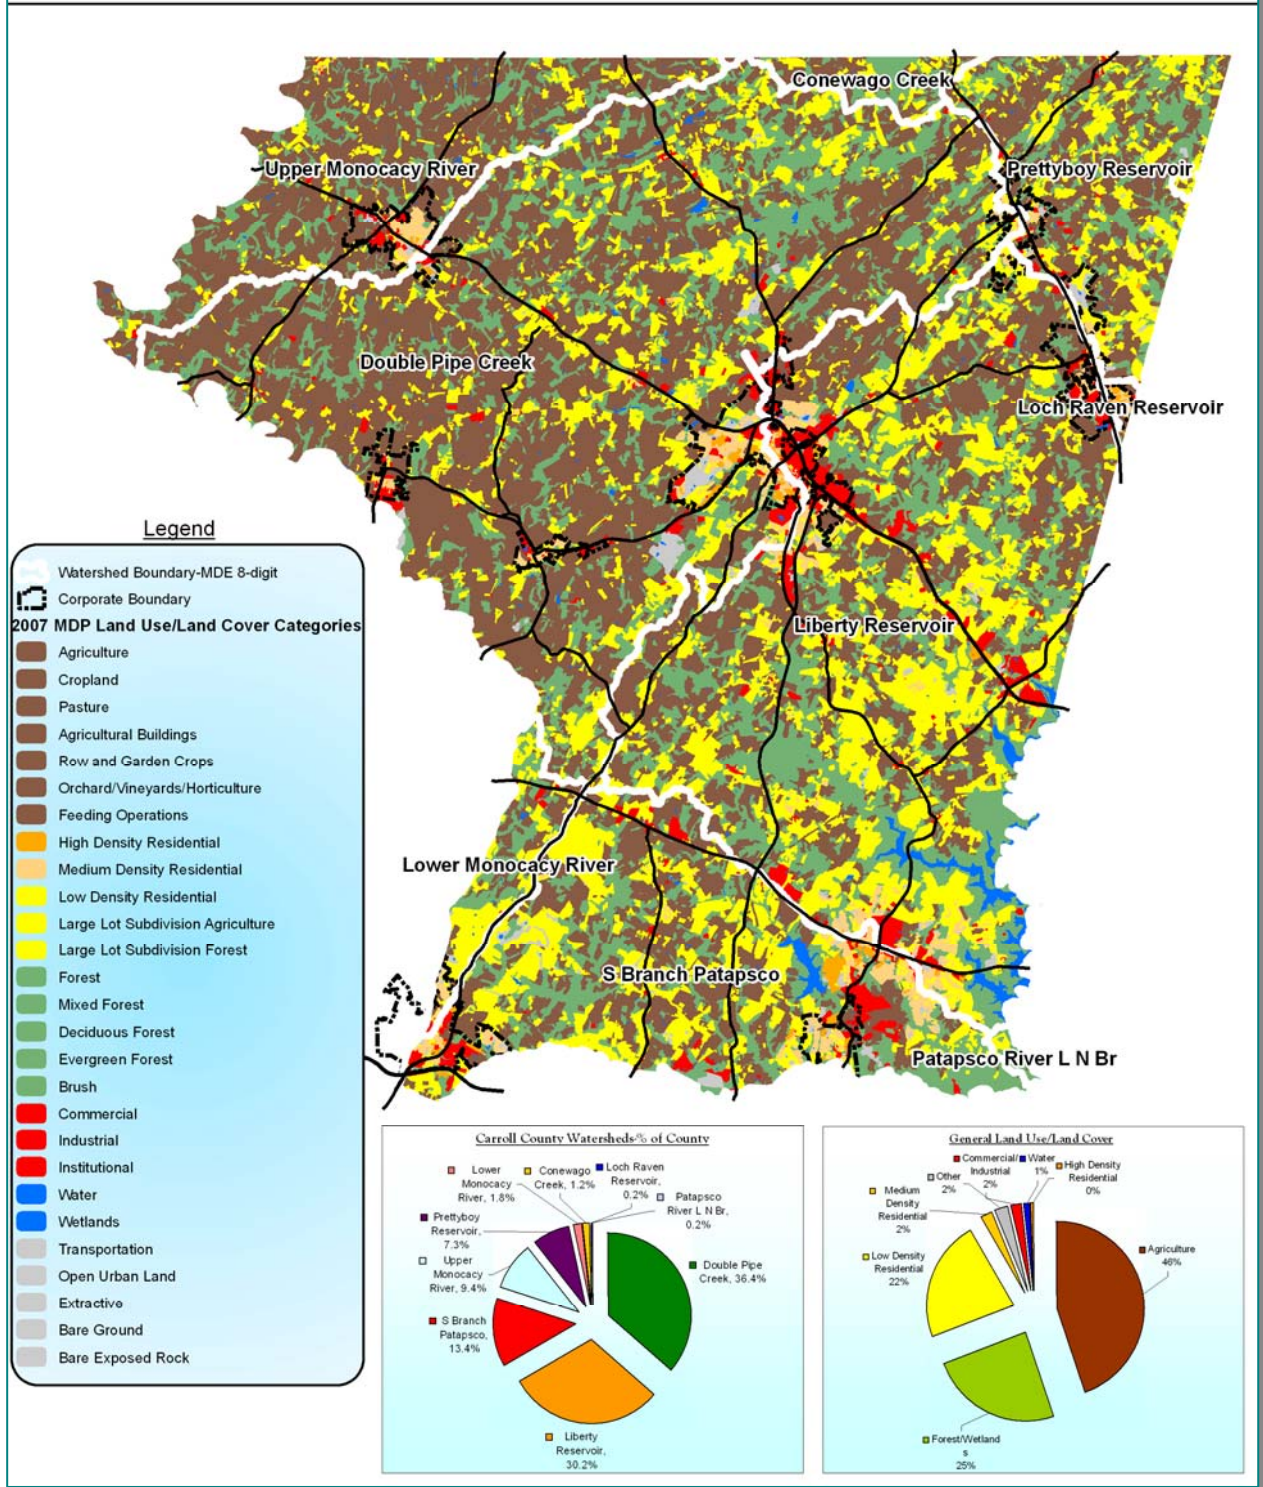 Conewago Creek
Upper Monocacy River
Prettyboy Reservoir
Double Pipe Creek
Loch Raven Reservoir
Liberty Reservoir
Lower Monocacy River
S Branch Patapsco
Patapsco River L N Br
Legend
Watershed Boundary-MDE 8-digit
Corporate Boundary
2007 MDP Land Use/Land Cover Categories
Agriculture
Cropland
Pasture
Agricultural Buildings
Row and Garden Crops
Orchard/Vineyards/Horticulture
Feeding Operations
High Density Residential
Medium Density Residential
Low Density Residential
Large Lot Subdivision Agriculture
Large Lot Subdivision Forest
Forest
Mixed Forest
Deciduous Forest
Evergreen Forest
Brush
Commercial
Industrial
Institutional
Water
Wetlands
Transportation
Open Urban Land
Extractive
Bare Ground
Bare Exposed Rock
Carroll County Watersheds-% of County
Lower
Monocacy
River, 1.8%
Conewago
Creek, 1.2%
Loch Raven
Reservoir,
0.2%
Patapsco
River L N Br,
0.2%
Prettyboy
Reservoir,
7.3%
Upper
Monocacy
River, 9.4%
Double Pipe
Creek, 36.4%
S Branch
Patapsco,
13.4%
Liberty
Reservoir,
30.2%
General Land Use/Land Cover
Commercial/
Industrial
2%
Water
1%
High Density
Residential
0%
Other
2%
Medium
Density
Residential
2%
Low Density
Residential
22%
Agriculture
46%
Forest/Wetland
s
25%